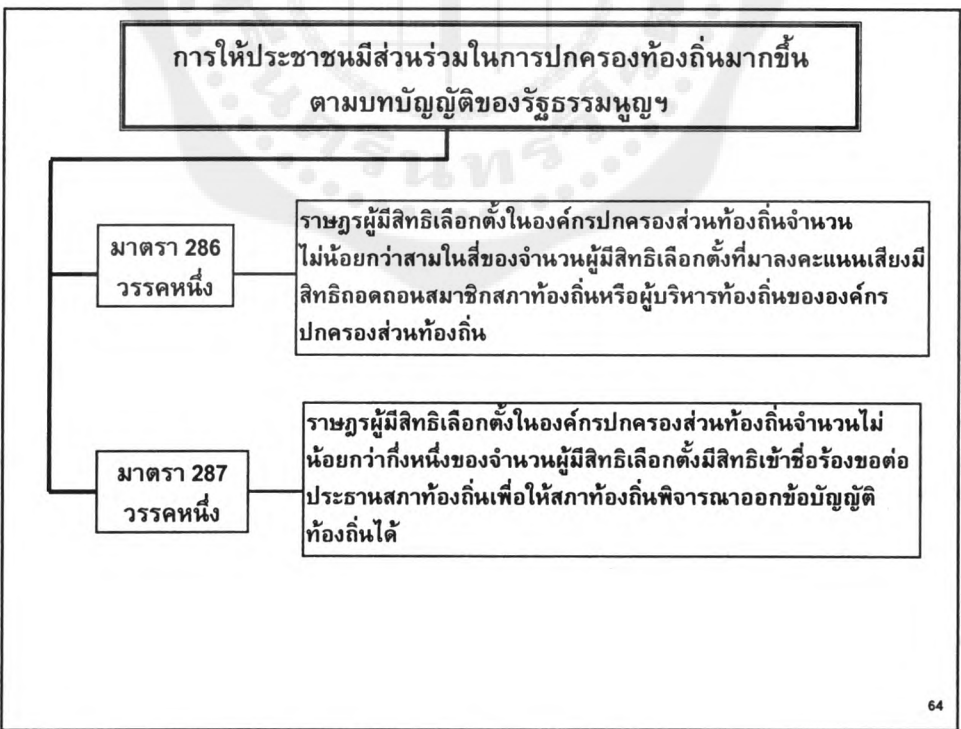 การให้ประชาชนมีส่วนร่วมในการปกครองท้องถิ่นมากขึ้น
ตามบทบัญญัติของรัฐธรรมนูญฯ
มาตรา 286
วรรคหนึ่ง
ราษฎรผู้มีสิทธิเลือกตั้งในองค์กรปกครองส่วนท้องถิ่นจำนวน
ไม่น้อยกว่าสามในสี่ของจำนวนผู้มีสิทธิเลือกตั้งที่มาลงคะแนนเสียงมี
สิทธิถอดถอนสมาชิกสภาท้องถิ่นหรือผู้บริหารท้องถิ่นขององค์กร
ปกครองส่วนท้องถิ่น
มาตรา 287
วรรคหนึ่ง
ราษฎรผู้มีสิทธิเลือกตั้งในองค์กรปกครองส่วนท้องถิ่นจำนวนไม่
น้อยกว่ากึ่งหนึ่งของจำนวนผู้มีสิทธิเลือกตั้งมีสิทธิเข้าชื่อร้องขอต่อ
ประธานสภาท้องถิ่นเพื่อให้สภาท้องถิ่นพิจารณาออกข้อบัญญัติ
ท้องถิ่นได้
64